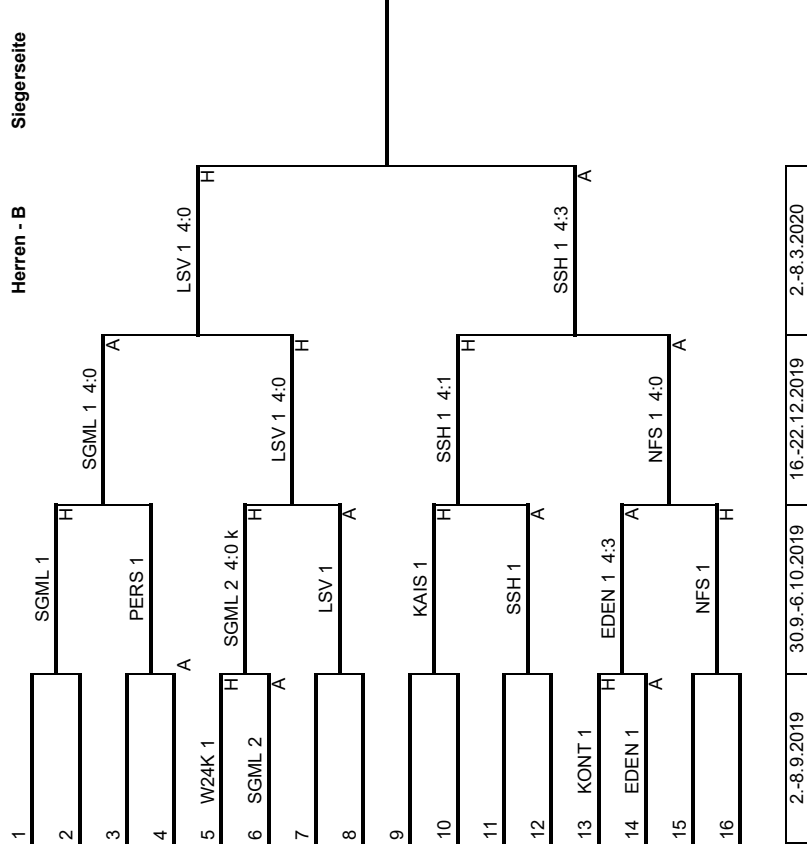 Herren - B Siegerseite
1
2
3
4
5
6
7
8
9
10
11
12
13
14
15
16
A
W24K 1
H
SGML 2
A
KONT 1
H
EDEN 1
A
SGML 1
H
PERS 1
SGML 2 4:0 k
H
LSV 1
A
KAIS 1
H
SSH 1
A
EDEN 1 4:3
A
NFS 1
H
SGML 1 4:0
A
LSV 1 4:0
H
SSH 1 4:1
H
NFS 1 4:0
A
LSV 1 4:0
H
SSH 1 4:3
A
2.-8.9.2019 30.9.-6.10.2019 16.-22.12.2019 2.-8.3.2020